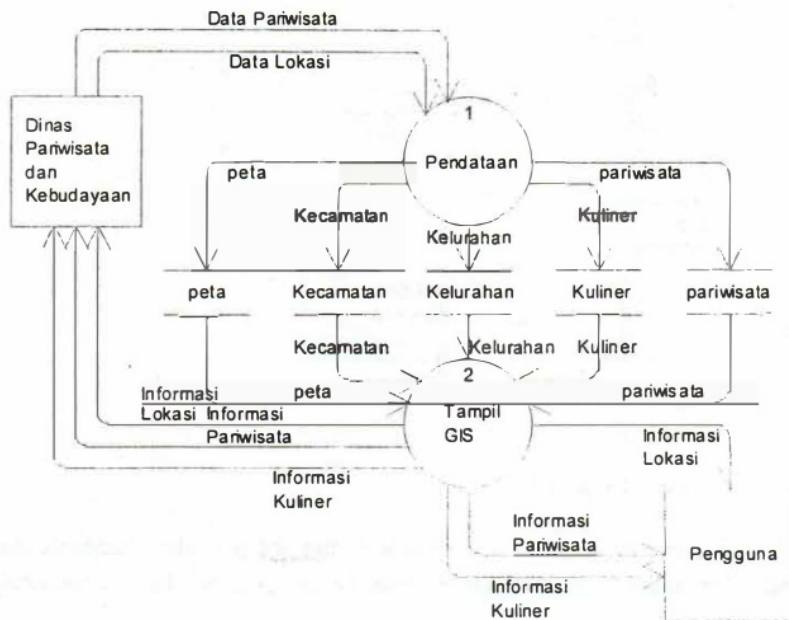 Data Pariwisata
Data Lokasi
Dinas
Pariwisata
dan
Kebudayaan
1
Pendataan
peta
pariwisata
Kecamatan
Kuliner
Kelurahan
peta
Kecamatan
Kelurahan
Kuliner
pariwisata
Kecamatan
Kelurahan
Kuliner
2
Informasi
Lokasi
peta
pariwisata
Informasi
Pariwisata
Tampil
GIS
Informasi
Lokasi
Informasi
Kuliner
Informasi
Pariwisata
Pengguna
Informasi
Kuliner